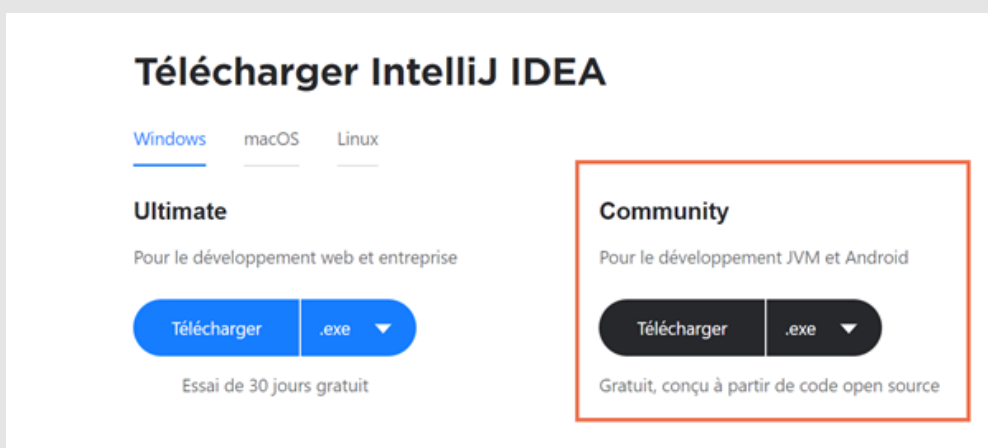 Télécharger IntelliJ IDEA
Windows macOS Linux
Ultimate
Pour le développement web et entreprise
Télécharger .exe
Essai de 30 jours gratuit
Community
Pour le développement JVM et Android
Télécharger .exe
Gratuit, conçu à partir de code open source